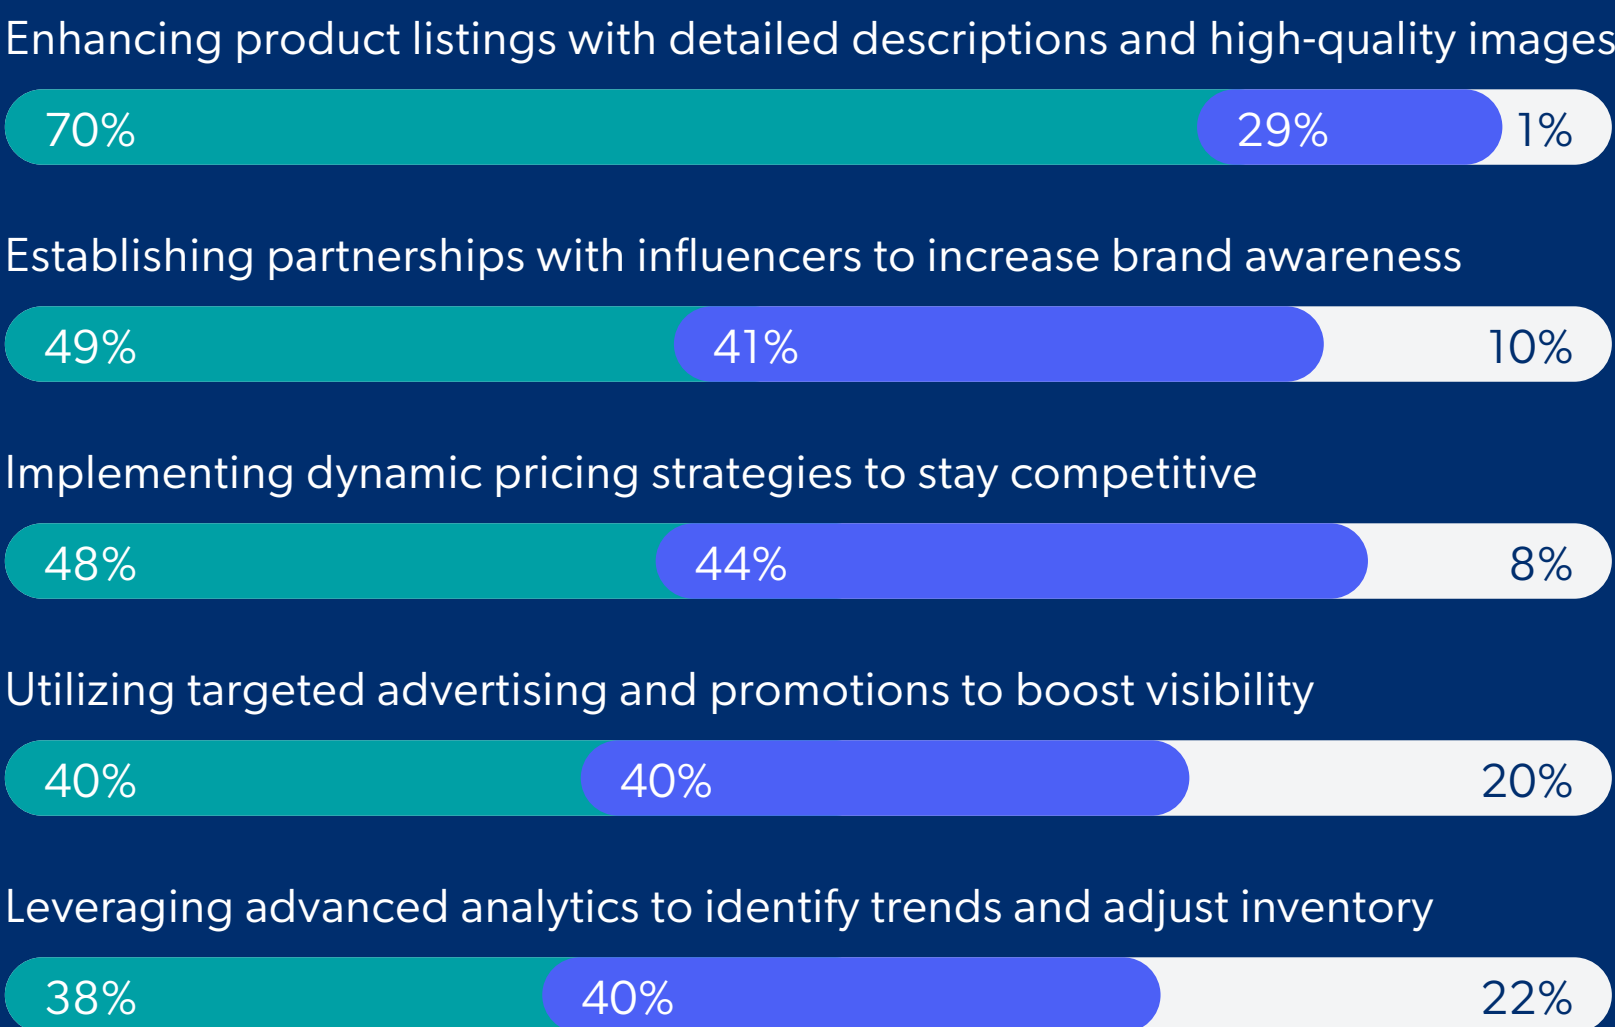 Enhancing product listings with detailed descriptions and high-quality images
70% 29% 1%
Establishing partnerships with influencers to increase brand awareness
49% 41% 10%
Implementing dynamic pricing strategies to stay competitive
48% 44% 8%
Utilizing targeted advertising and promotions to boost visibility
40% 40% 20%
Leveraging advanced analytics to identify trends and adjust inventory
38% 40% 22%